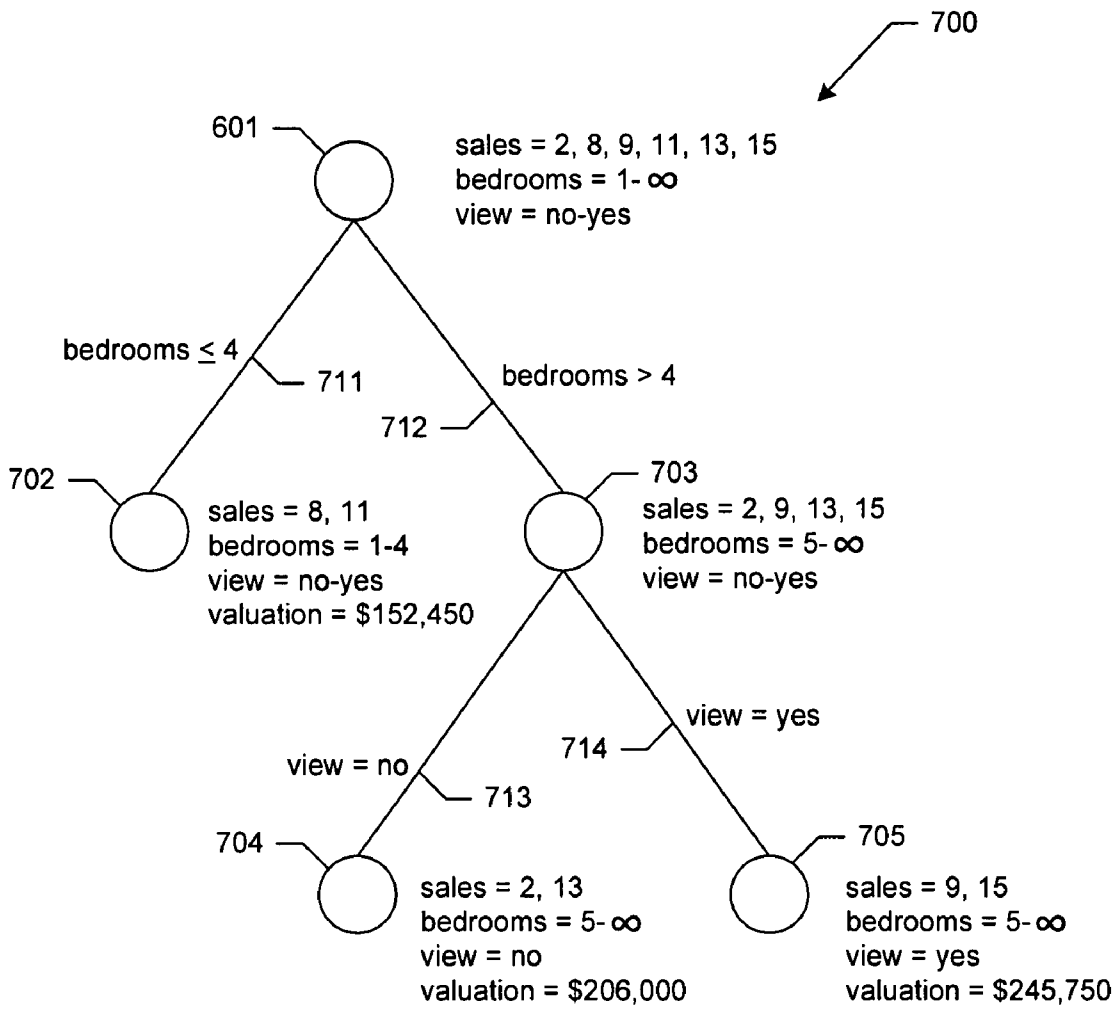 700
601
sales = 2, 8, 9, 11, 13, 15
bedrooms = 1-∞
view = no-yes
bedrooms ≤ 4
711
bedrooms > 4
712
702
sales = 8, 11
bedrooms = 1-4
view = no-yes
valuation = $152,450
703
sales = 2, 9, 13, 15
bedrooms = 5-∞
view = no-yes
view = no
713
view = yes
714
704
sales = 2, 13
bedrooms = 5-∞
view = no
valuation = $206,000
705
sales = 9, 15
bedrooms = 5-∞
view = yes
valuation = $245,750